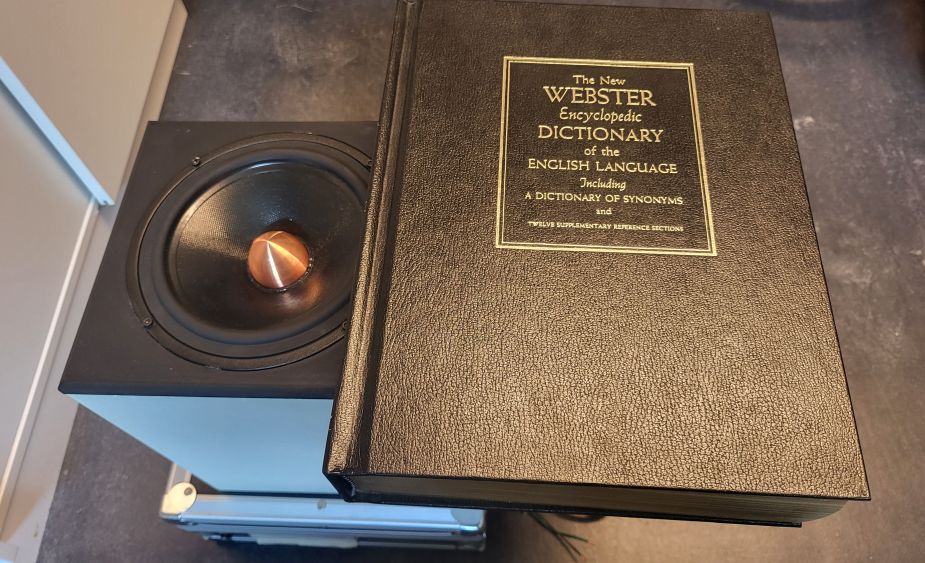 The New
WEBSTER
Encyclopedic
DICTIONARY
of the
ENGLISH LANGUAGE
Including
A DICTIONARY OF SYNONYMS
and
TWELVE SUPPLEMENTARY REFERENCE SECTIONS